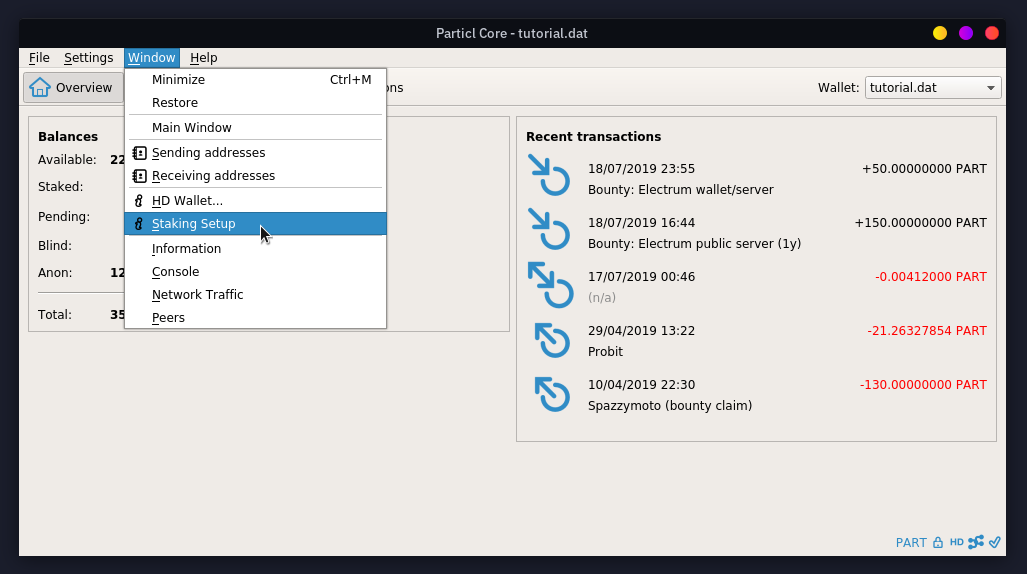 Particl Core - tutorial.dat
File Settings Window Help
Overview
Wallet: tutorial.dat
Minimize Ctrl+M
Restore
Main Window
Sending addresses
Receiving addresses
HD Wallet...
Staking Setup
Information
Console
Network Traffic
Peers
Balances
Available: 22
Staked:
Pending:
Blind:
Anon: 12
Total: 35
Recent transactions
18/07/2019 23:55 +50.00000000 PART
Bounty: Electrum wallet/server
18/07/2019 16:44 +150.00000000 PART
Bounty: Electrum public server (1y)
17/07/2019 00:46 -0.00412000 PART
(n/a)
29/04/2019 13:22 -21.26327854 PART
Probit
10/04/2019 22:30 -130.00000000 PART
Spazzymoto (bounty claim)
PART HD